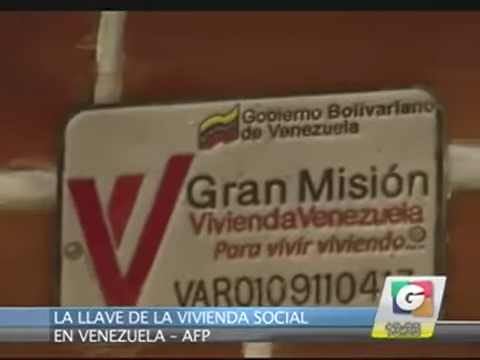 Gobierno Bolivariano
de Venezuela
Gran Misión
ViviendaVenezuela
Para vivir viviendo...
LA LLAVE DE LA VIVIENDA SOCIAL
EN VENEZUELA – AFP
G